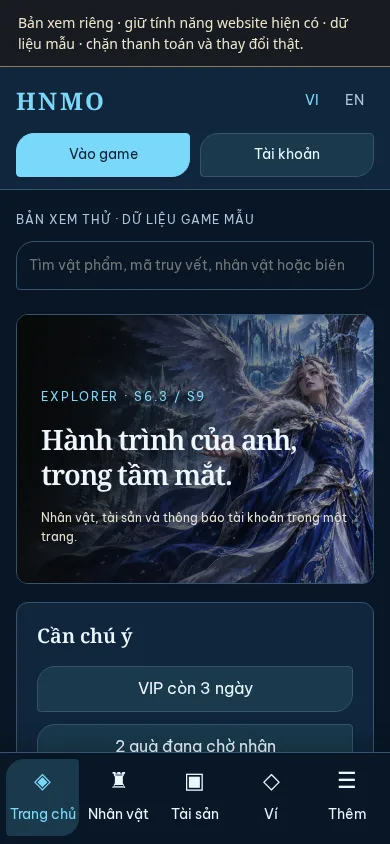 Bản xem riêng · giữ tính năng website hiện có · dữ
liệu mẫu · chặn thanh toán và thay đổi thật.
HNMO
VI EN
Vào game Tài khoản
BẢN XEM THỬ · DỮ LIỆU GAME MẪU
Tìm vật phẩm, mã truy vết, nhân vật hoặc biên
EXPLORER · S6.3 / S9
Hành trình của anh,
trong tầm mắt.
Nhân vật, tài sản và thông báo tài khoản trong một
trang.
Cần chú ý
VIP còn 3 ngày
2 quà đang chờ nhận
Trang chủ Nhân vật Tài sản Ví Thêm